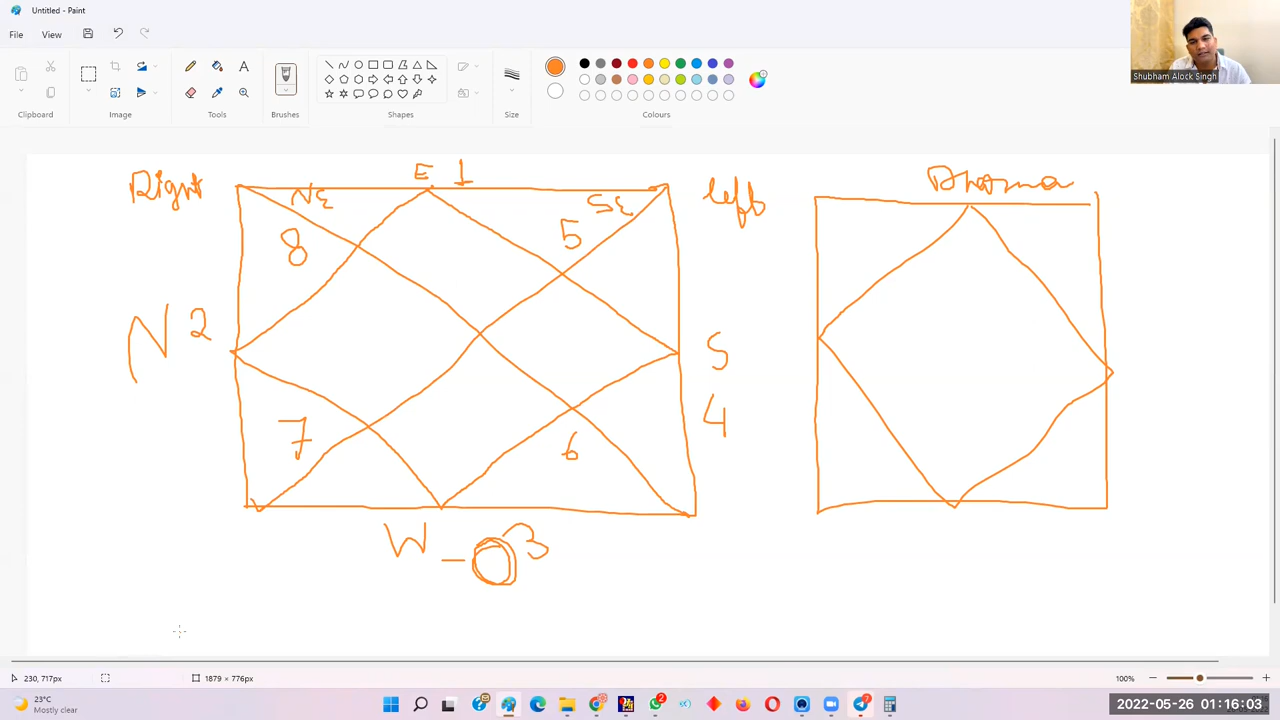 Untitled - Paint
File View
Clipboard Image Tools Brushes Shapes Size Colours
Shubham Alock Singh
Right
NE
E 1
SE
left
Dharma
8
5
N 2
S
4
7
6
W - 3
230, 717px
1879 × 776px
100%
23°C
Mostly clear
2
7
2022-05-26 01:16:03